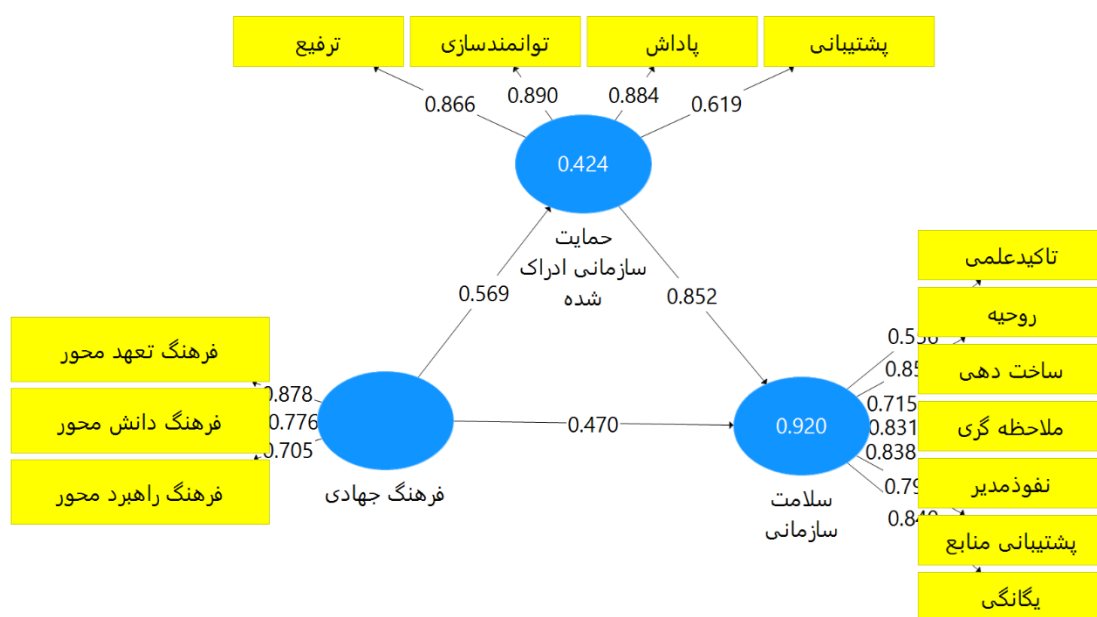 ترفیع
توانمندسازی
پاداش
پشتیبانی
0.866
0.890
0.884
0.619
0.424
حمایت
سازمانی ادراک
شده
0.569
0.852
تاکیدعلمی
روحیه
ساخت دهی
ملاحظه گری
نفوذمدیر
پشتیبانی منابع
یگانگی
0.715
0.831
0.838
فرهنگ تعهد محور
فرهنگ دانش محور
فرهنگ راهبرد محور
0.878
0.776
0.705
0.470
0.920
فرهنگ جهادی
سلامت
سازمانی